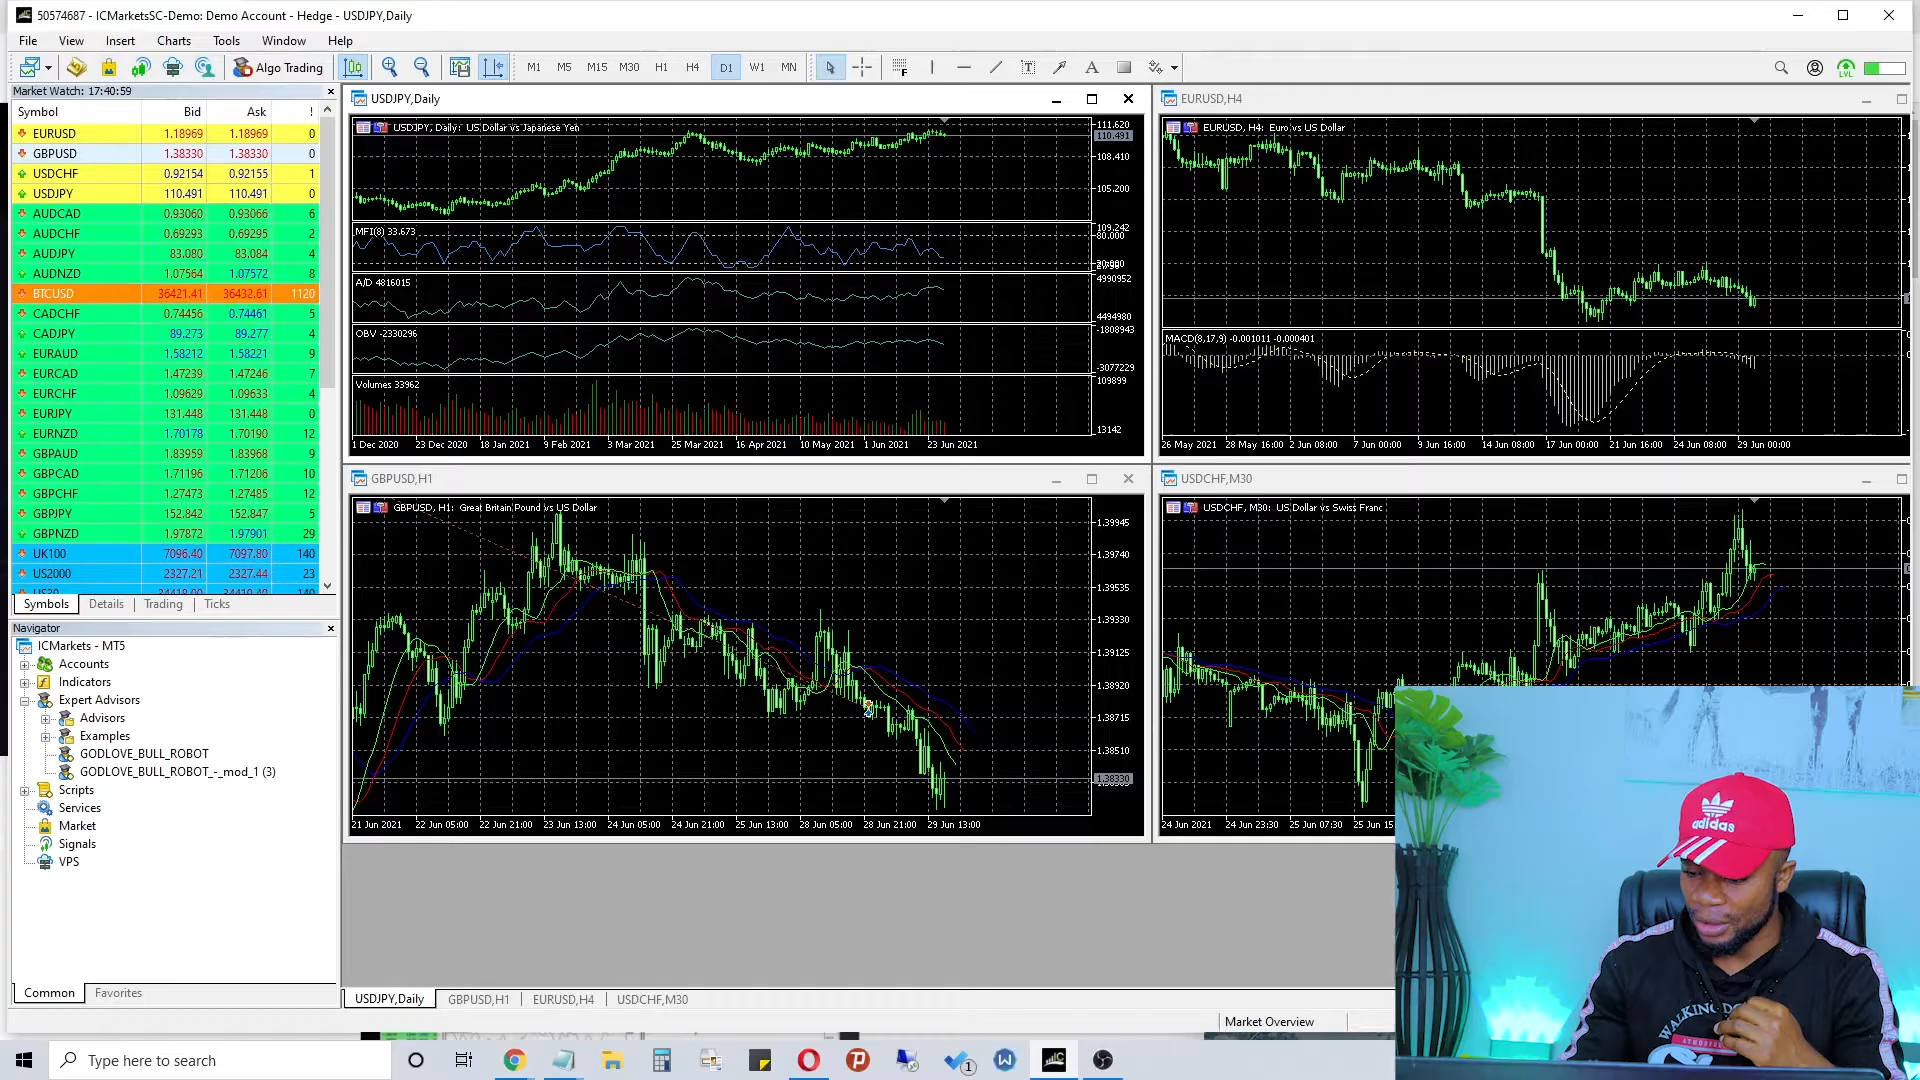 50574687 - ICMarketsSC-Demo: Demo Account - Hedge - USDJPY,Daily
File View Insert Charts Tools Window Help
Algo Trading M1 M5 M15 M30 H1 H4 D1 W1 MN LVL
Market Watch: 17:40:59
Symbol Bid Ask !
EURUSD 1.18969 1.18969 0
GBPUSD 1.38330 1.38330 0
USDCHF 0.92154 0.92155 1
USDJPY 110.491 110.491 0
AUDCAD 0.93060 0.93066 6
AUDCHF 0.69293 0.69295 2
AUDJPY 83.080 83.084 4
AUDNZD 1.07564 1.07572 8
BTCUSD 36421.41 36432.61 1120
CADCHF 0.74456 0.74461 5
CADJPY 89.273 89.277 4
EURAUD 1.58212 1.58221 9
EURCAD 1.47239 1.47246 7
EURCHF 1.09629 1.09633 4
EURJPY 131.448 131.448 0
EURNZD 1.70178 1.70190 12
GBPAUD 1.83959 1.83968 9
GBPCAD 1.71196 1.71206 10
GBPCHF 1.27473 1.27485 12
GBPJPY 152.842 152.847 5
GBPNZD 1.97872 1.97901 29
UK100 7096.40 7097.80 140
US2000 2327.21 2327.44 23
Symbols Details Trading Ticks
Navigator
ICMarkets - MT5
Accounts
Indicators
Expert Advisors
Advisors
Examples
GODLOVE_BULL_ROBOT
GODLOVE_BULL_ROBOT_-_mod_1 (3)
Scripts
Services
Market
Signals
VPS
Common Favorites
USDJPY,Daily
USDJPY, Daily: US Dollar vs Japanese Yen
111.620
110.491
108.410
105.200
MFI(8) 33.673
109.242
80.000
A/D 4816015
4990952
4494980
OBV -2330296
-1808943
-3077229
Volumes 33962
109899
13142
1 Dec 2020 23 Dec 2020 18 Jan 2021 9 Feb 2021 3 Mar 2021 25 Mar 2021 16 Apr 2021 10 May 2021 1 Jun 2021 23 Jun 2021
EURUSD,H4
EURUSD, H4: Euro vs US Dollar
MACD(8,17,9) -0.001011 -0.000401
26 May 2021 28 May 16:00 2 Jun 08:00 7 Jun 00:00 9 Jun 16:00 14 Jun 08:00 17 Jun 00:00 21 Jun 16:00 24 Jun 08:00 29 Jun 00:00
GBPUSD,H1
GBPUSD, H1: Great Britain Pound vs US Dollar
1.39945
1.39740
1.39535
1.39330
1.39125
1.38920
1.38715
1.38510
1.38330
21 Jun 2021 22 Jun 05:00 22 Jun 21:00 23 Jun 13:00 24 Jun 05:00 24 Jun 21:00 25 Jun 13:00 28 Jun 05:00 28 Jun 21:00 29 Jun 13:00
USDCHF,M30
USDCHF, M30: US Dollar vs Swiss Franc
24 Jun 2021 24 Jun 23:30 25 Jun 07:30 25 Jun 15
USDJPY,Daily GBPUSD,H1 EURUSD,H4 USDCHF,M30
Market Overview
adidas
WALKING D
Type here to search
1